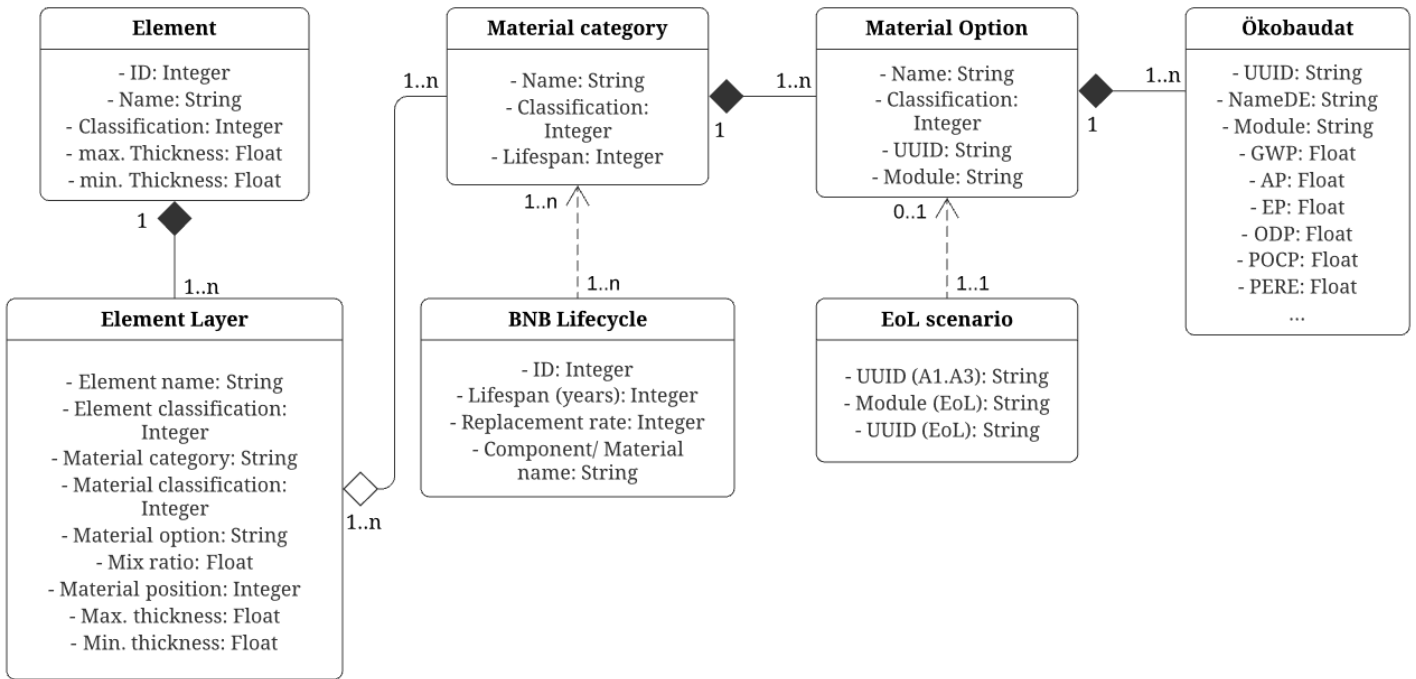 Element
- ID: Integer
- Name: String
- Classification: Integer
- max. Thickness: Float
- min. Thickness: Float
1
1..n
Element Layer
- Element name: String
- Element classification:
Integer
- Material category: String
- Material classification:
Integer
- Material option: String
- Mix ratio: Float
- Material position: Integer
- Max. thickness: Float
- Min. thickness: Float
1..n
1..n
Material category
- Name: String
- Classification:
Integer
- Lifespan: Integer
1
1..n
1..n
1..n
BNB Lifecycle
- ID: Integer
- Lifespan (years): Integer
- Replacement rate: Integer
- Component/ Material
name: String
Material Option
- Name: String
- Classification:
Integer
- UUID: String
- Module: String
1
1..n
0..1
1..1
EoL scenario
- UUID (A1.A3): String
- Module (EoL): String
- UUID (EoL): String
Ökobaudat
- UUID: String
- NameDE: String
- Module: String
- GWP: Float
- AP: Float
- EP: Float
- ODP: Float
- POCP: Float
- PERE: Float
...